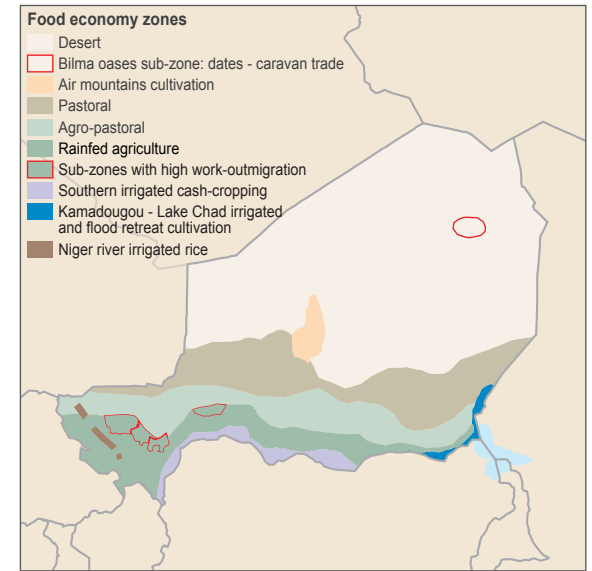 Food economy zones
Desert
Bilma oases sub-zone: dates - caravan trade
Air mountains cultivation
Pastoral
Agro-pastoral
Rainfed agriculture
Sub-zones with high work-outmigration
Southern irrigated cash-cropping
Kamadougou - Lake Chad irrigated
and flood retreat cultivation
Niger river irrigated rice